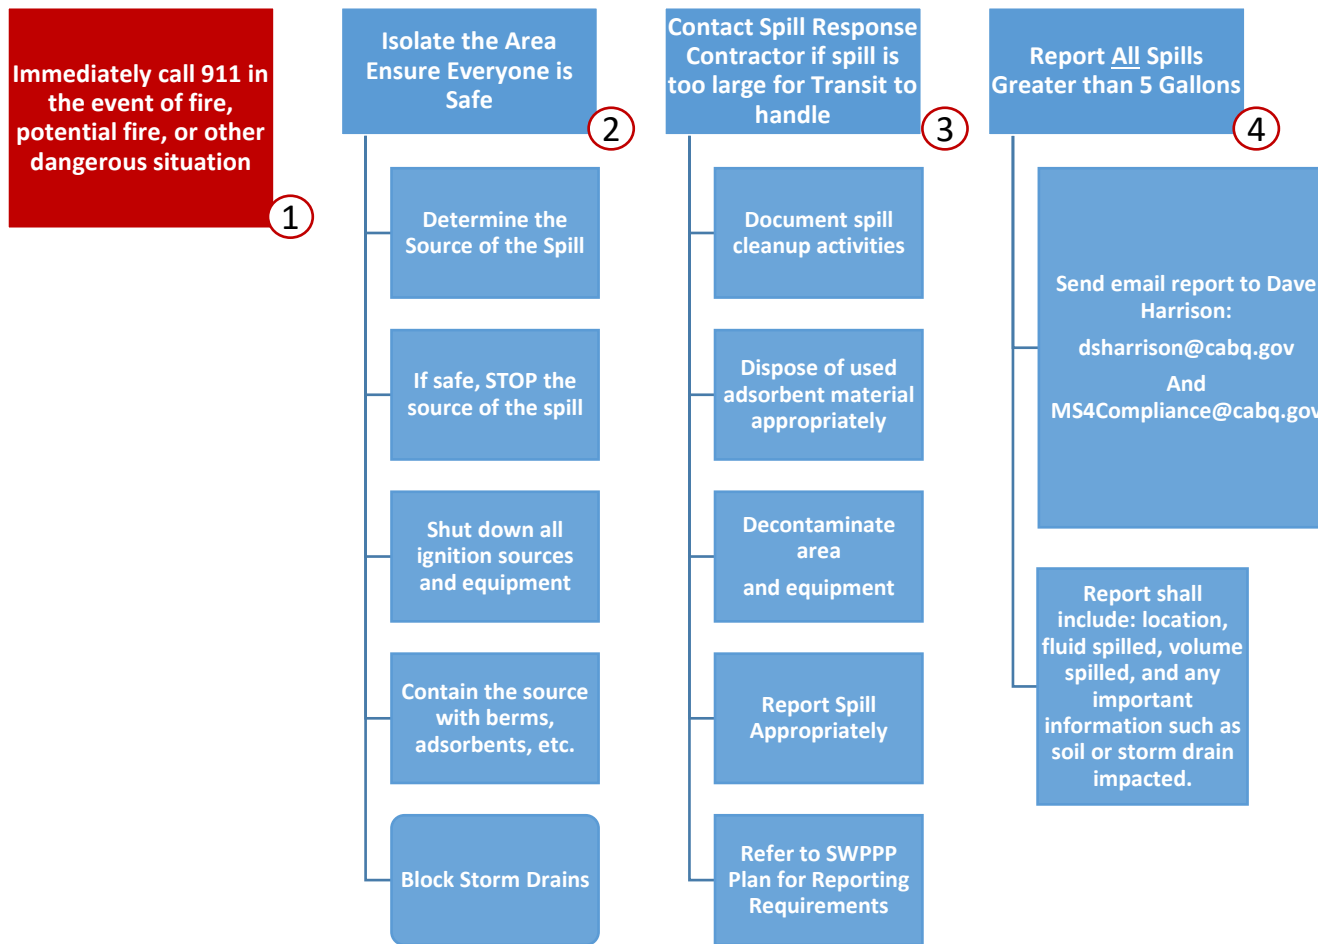 Immediately call 911 in
the event of fire,
potential fire, or other
dangerous situation
1
Isolate the Area
Ensure Everyone is
Safe
2
Determine the
Source of the Spill
If safe, STOP the
source of the spill
Shut down all
ignition sources
and equipment
Contain the source
with berms,
adsorbents, etc.
Block Storm Drains
Contact Spill Response
Contractor if spill is
too large for Transit to
handle
3
Document spill
cleanup activities
Dispose of used
adsorbent material
appropriately
Decontaminate
area
and equipment
Report Spill
Appropriately
Refer to SWPPP
Plan for Reporting
Requirements
Report All Spills
Greater than 5 Gallons
4
Send email report to Dave
Harrison:
dsharrison@cabq.gov
And
MS4Compliance@cabq.gov
Report shall
include: location,
fluid spilled, volume
spilled, and any
important
information such as
soil or storm drain
impacted.